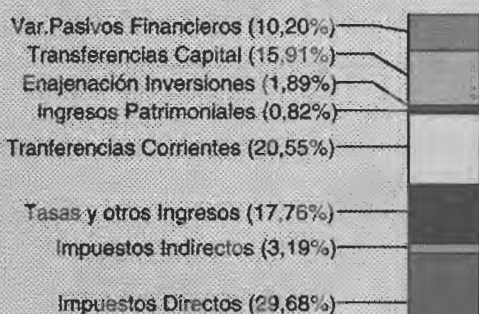 Var.Pasivos Financieros (10,20%)
Transferencias Capital (15,91%)
Enajenación Inversiones (1,89%)
Ingresos Patrimoniales (0,82%)
Tranferencias Corrientes (20,55%)
Tasas y otros Ingresos (17,76%)
Impuestos Indirectos (3,19%)
Impuestos Directos (29,68%)